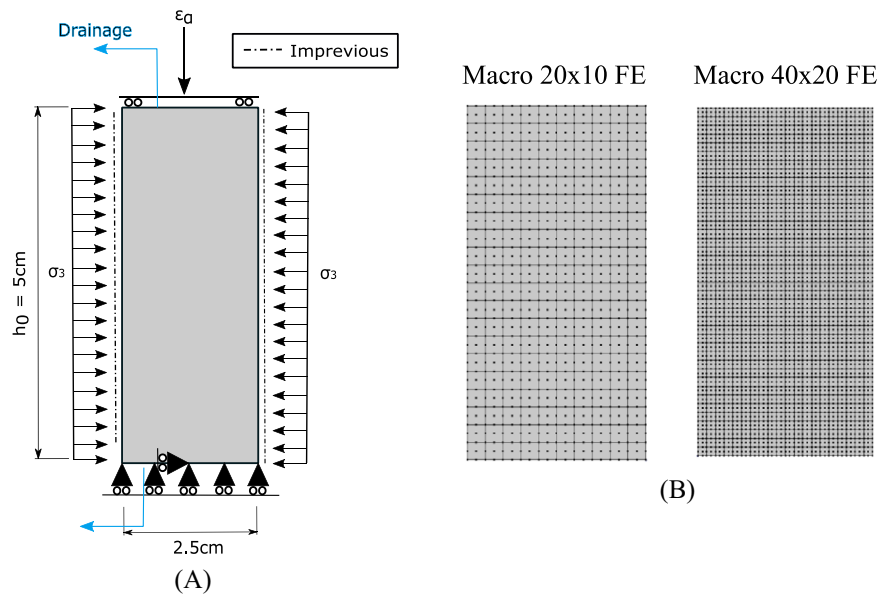 Drainage
εa
Imprevious
σ3
h0 = 5cm
σ3
2.5cm
(A)
Macro 20x10 FE
Macro 40x20 FE
(B)